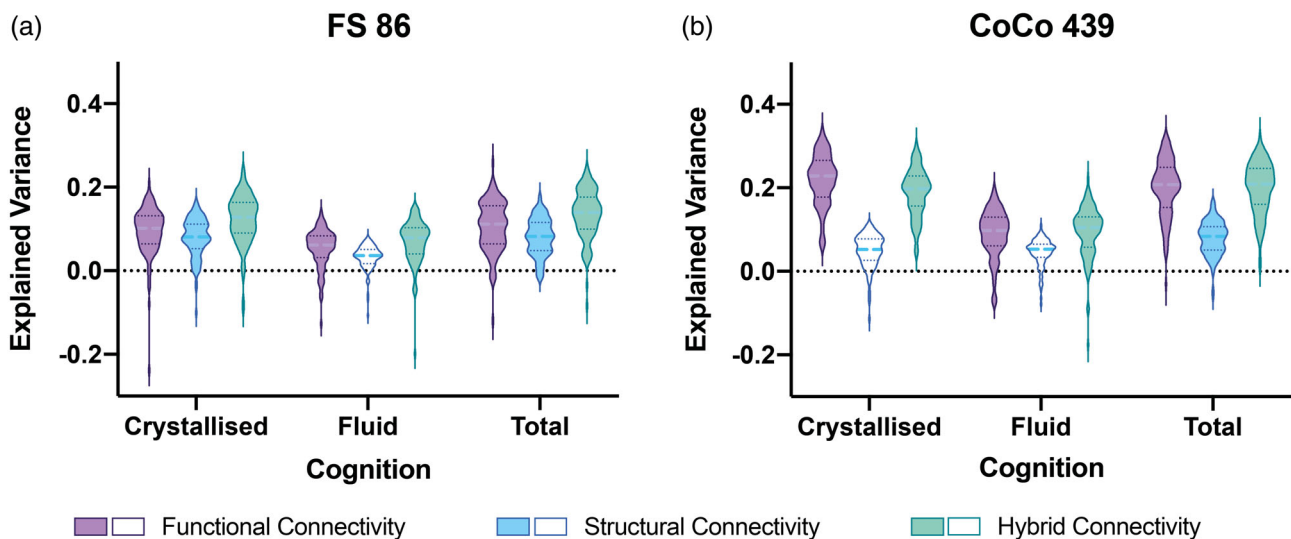 (a) FS 86
Explained Variance
0.4
0.2
0.0
-0.2
Crystallised Fluid Total
Cognition
(b) CoCo 439
Explained Variance
0.4
0.2
0.0
-0.2
Crystallised Fluid Total
Cognition
Functional Connectivity Structural Connectivity Hybrid Connectivity